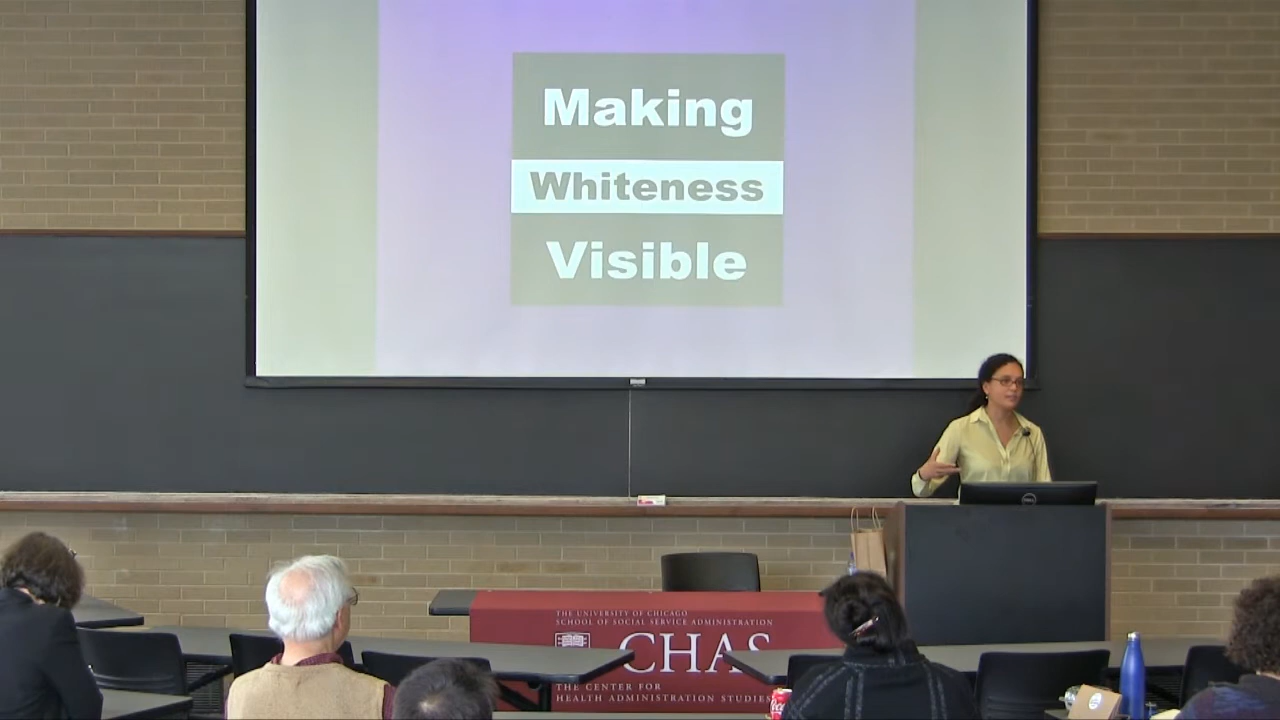 Making
Whiteness
Visible
DELL
THE UNIVERSITY OF CHICAGO
SCHOOL OF SOCIAL SERVICE ADMINISTRATION
CHAS
THE CENTER FOR
HEALTH ADMINISTRATION STUDIES